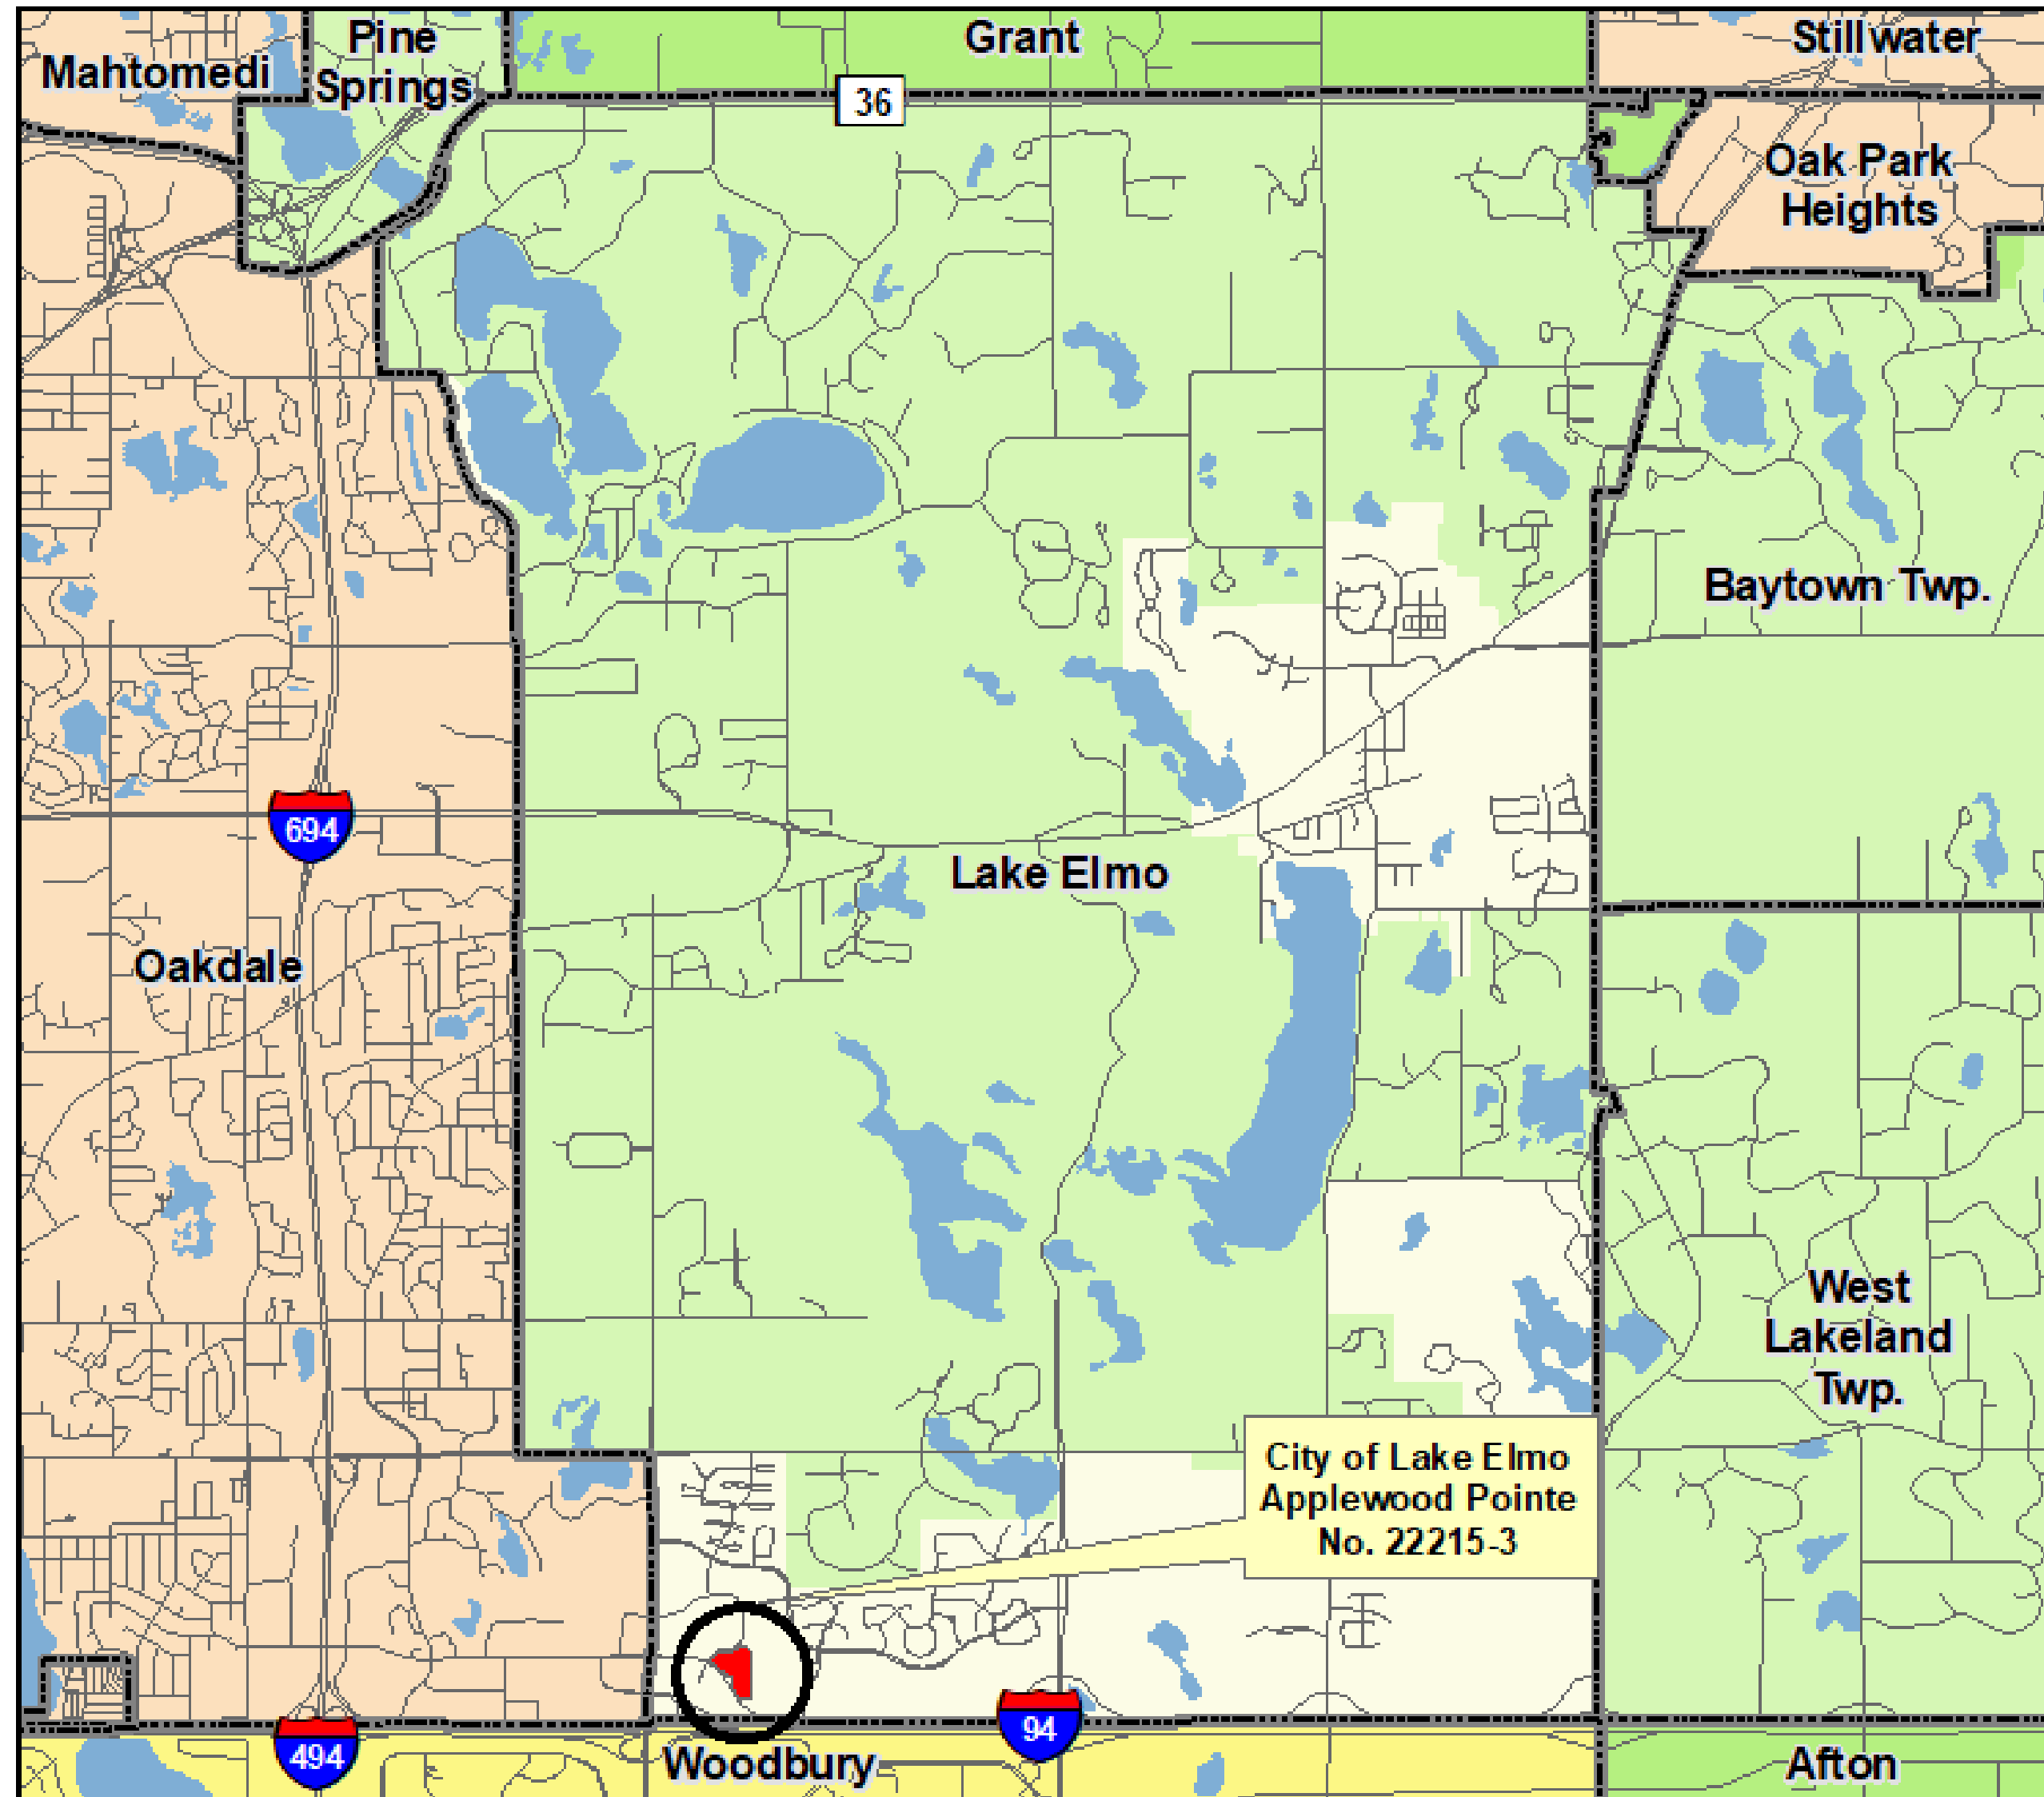 Pine
Springs
Grant
Stillwater
Mahtomedi
36
Oak Park
Heights
Baytown Twp.
694
Lake Elmo
Oakdale
West
Lakeland
Twp.
City of Lake Elmo
Applewood Pointe
No. 22215-3
94
494
Woodbury
Afton